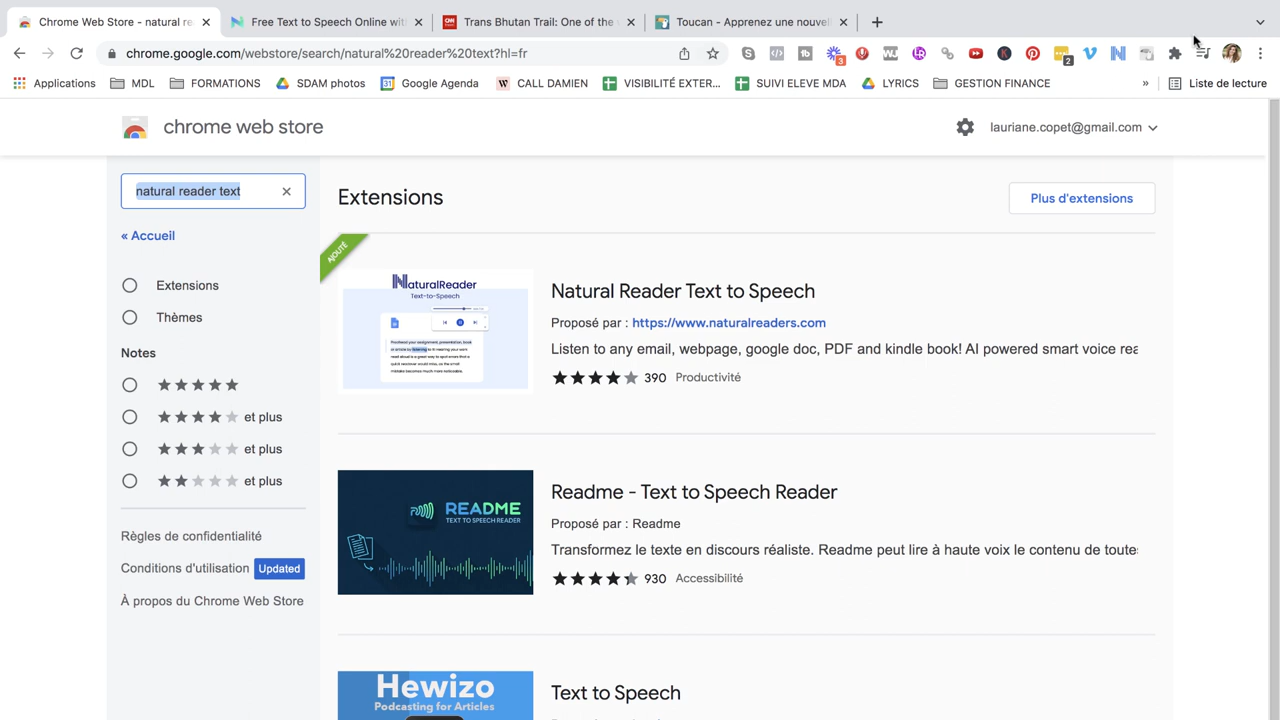 Chrome Web Store - natural re
Free Text to Speech Online wit
Trans Bhutan Trail: One of the
Toucan - Apprenez une nouvel
chrome.google.com/webstore/search/natural%20reader%20text?hl=fr
Applications
MDL
FORMATIONS
SDAM photos
Google Agenda
CALL DAMIEN
VISIBILITÉ EXTER...
SUIVI ELEVE MDA
LYRICS
GESTION FINANCE
»
Liste de lecture
chrome web store
lauriane.copet@gmail.com
natural reader text
« Accueil
Extensions
Thèmes
Notes
et plus
et plus
et plus
Règles de confidentialité
Conditions d'utilisation Updated
À propos du Chrome Web Store
Extensions
Plus d'extensions
AJOUTÉ
NaturalReader
Text-to-Speech
Natural Reader Text to Speech
Proposé par : https://www.naturalreaders.com
Listen to any email, webpage, google doc, PDF and kindle book! AI powered smart voice rea
390 Productivité
README
TEXT TO SPEECH READER
Readme - Text to Speech Reader
Proposé par : Readme
Transformez le texte en discours réaliste. Readme peut lire à haute voix le contenu de toute
930 Accessibilité
Hewizo
Podcasting for Articles
Text to Speech